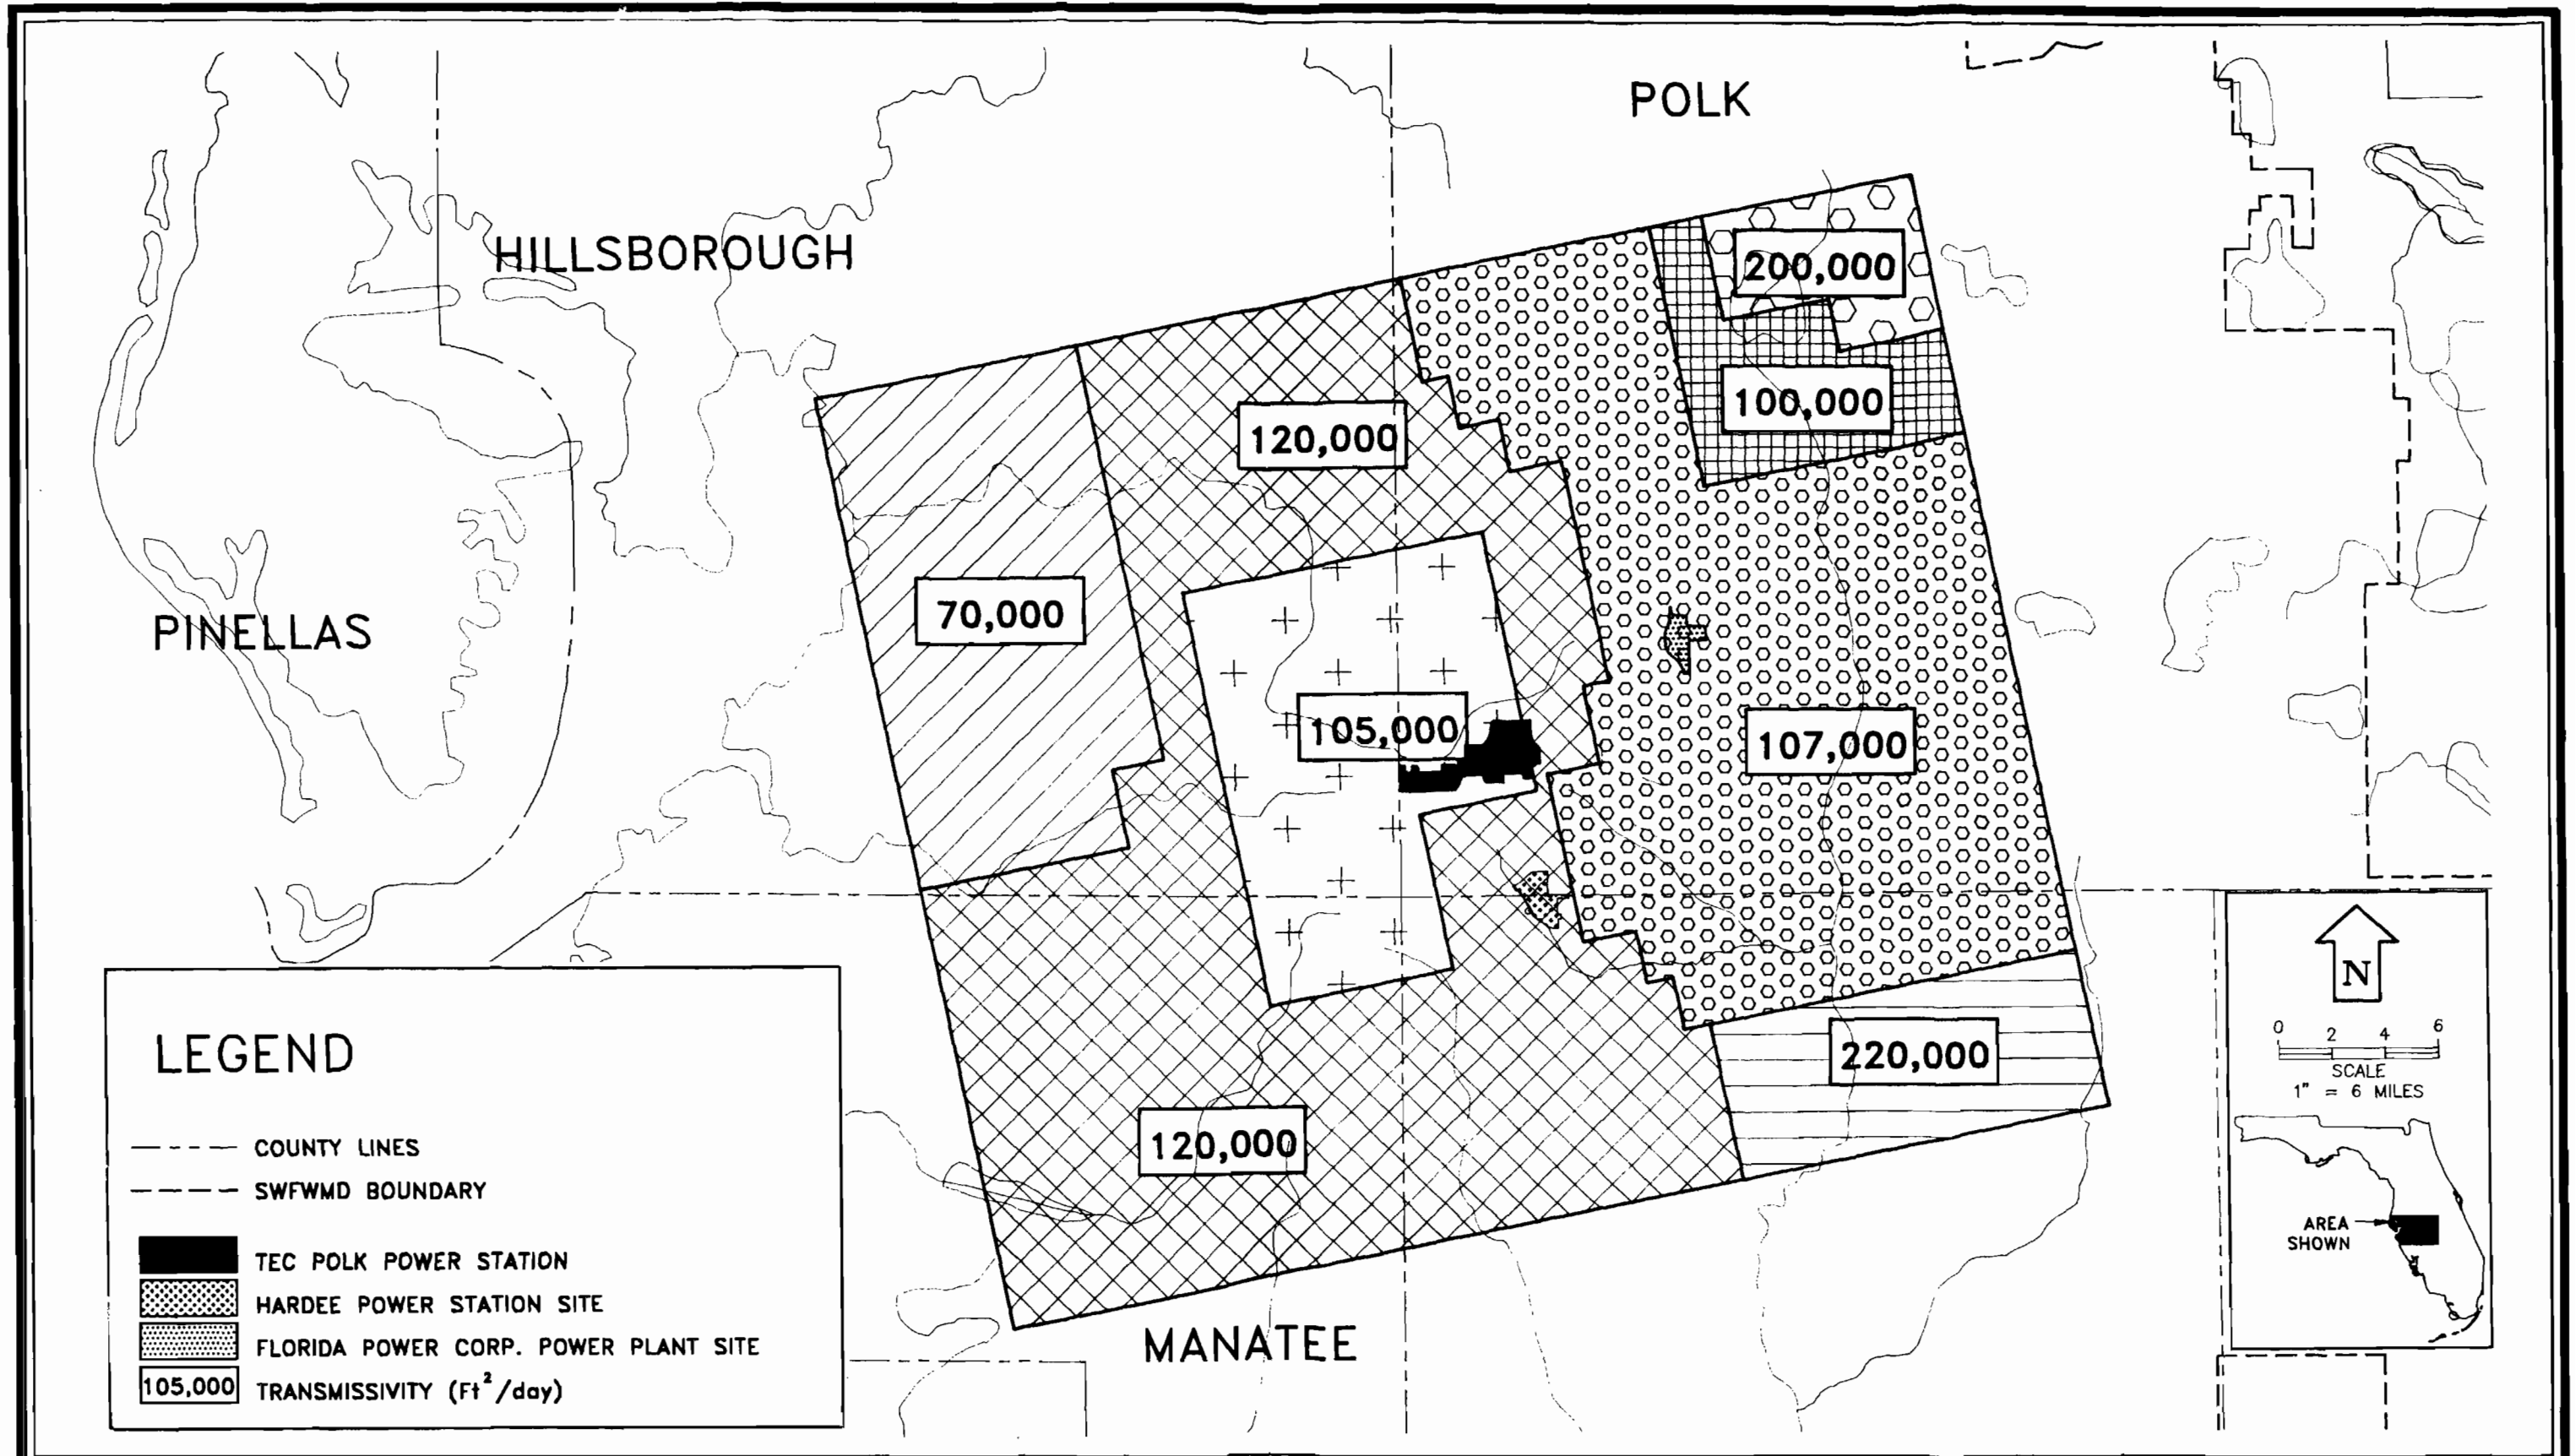 POLK
HILLSBOROUGH
200,000
100,000
120,000
70,000
PINELLAS
105,000
107,000
220,000
120,000
MANATEE
LEGEND
COUNTY LINES
SWFWMD BOUNDARY
TEC POLK POWER STATION
HARDEE POWER STATION SITE
FLORIDA POWER CORP. POWER PLANT SITE
105,000 TRANSMISSIVITY (Ft²/day)
N
0 2 4 6
SCALE
1" = 6 MILES
AREA
SHOWN